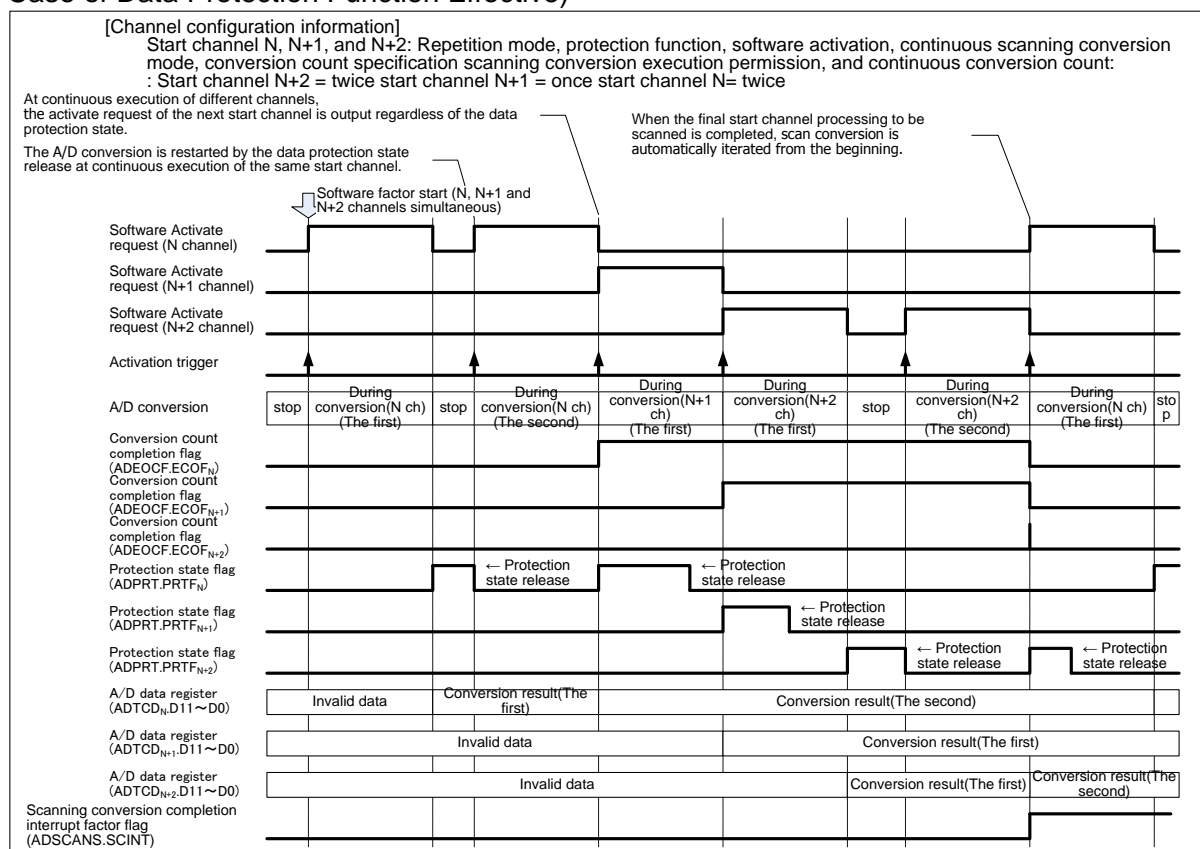 Case of Data Protection Function Effective)
[Channel configuration information]
Start channel N, N+1, and N+2: Repetition mode, protection function, software activation, continuous scanning conversion
mode, conversion count specification scanning conversion execution permission, and continuous conversion count:
: Start channel N+2 = twice start channel N+1 = once start channel N= twice
At continuous execution of different channels,
the activate request of the next start channel is output regardless of the data
protection state.
When the final start channel processing to be
scanned is completed, scan conversion is
automatically iterated from the beginning.
The A/D conversion is restarted by the data protection state
release at continuous execution of the same start channel.
Software factor start (N, N+1 and
N+2 channels simultaneous)
Software Activate
request (N channel)
Software Activate
request (N+1 channel)
Software Activate
request (N+2 channel)
Activation trigger
A/D conversion
stop
During
conversion(N ch)
(The first)
stop
During
conversion(N ch)
(The second)
During
conversion(N+1
ch)
(The first)
During
conversion(N+2
ch)
(The first)
stop
During
conversion(N+2
ch)
(The second)
During
conversion(N ch)
(The first)
sto
p
Conversion count
completion flag
(ADEOCF.ECOFN)
Conversion count
completion flag
(ADEOCF.ECOFN+1)
Conversion count
completion flag
(ADEOCF.ECOFN+2)
Protection state flag
(ADPRT.PRTFN)
← Protection
state release
← Protection
state release
Protection state flag
(ADPRT.PRTFN+1)
← Protection
state release
Protection state flag
(ADPRT.PRTFN+2)
← Protection
state release
← Protection
state release
A/D data register
(ADTCDN.D11～D0)
Invalid data
Conversion result(The
first)
Conversion result(The second)
A/D data register
(ADTCDN+1.D11～D0)
Invalid data
Conversion result(The first)
A/D data register
(ADTCDN+2.D11～D0)
Invalid data
Conversion result(The first)
Conversion result(The
second)
Scanning conversion completion
interrupt factor flag
(ADSCANS.SCINT)